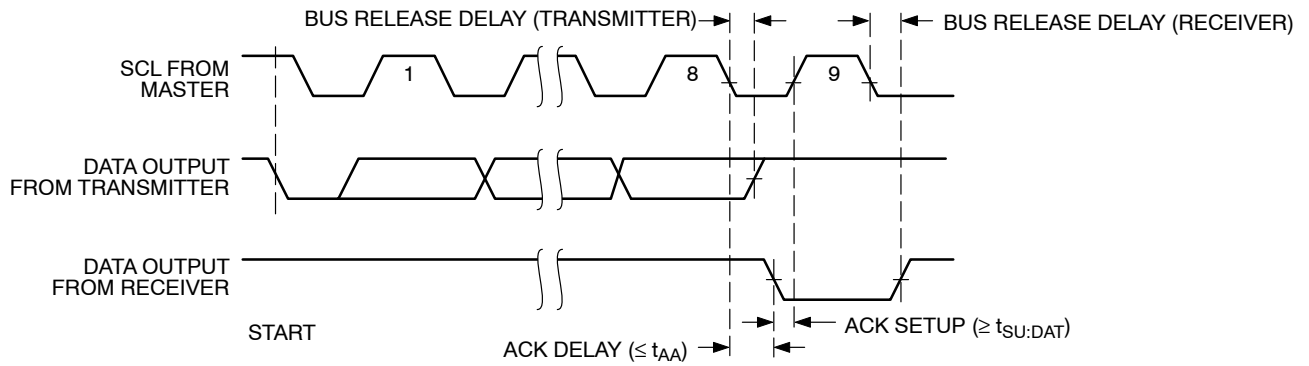 BUS RELEASE DELAY (TRANSMITTER)
BUS RELEASE DELAY (RECEIVER)
SCL FROM
MASTER
1
8
9
DATA OUTPUT
FROM TRANSMITTER
DATA OUTPUT
FROM RECEIVER
START
ACK SETUP (≥ tSU:DAT)
ACK DELAY (≤ tAA)